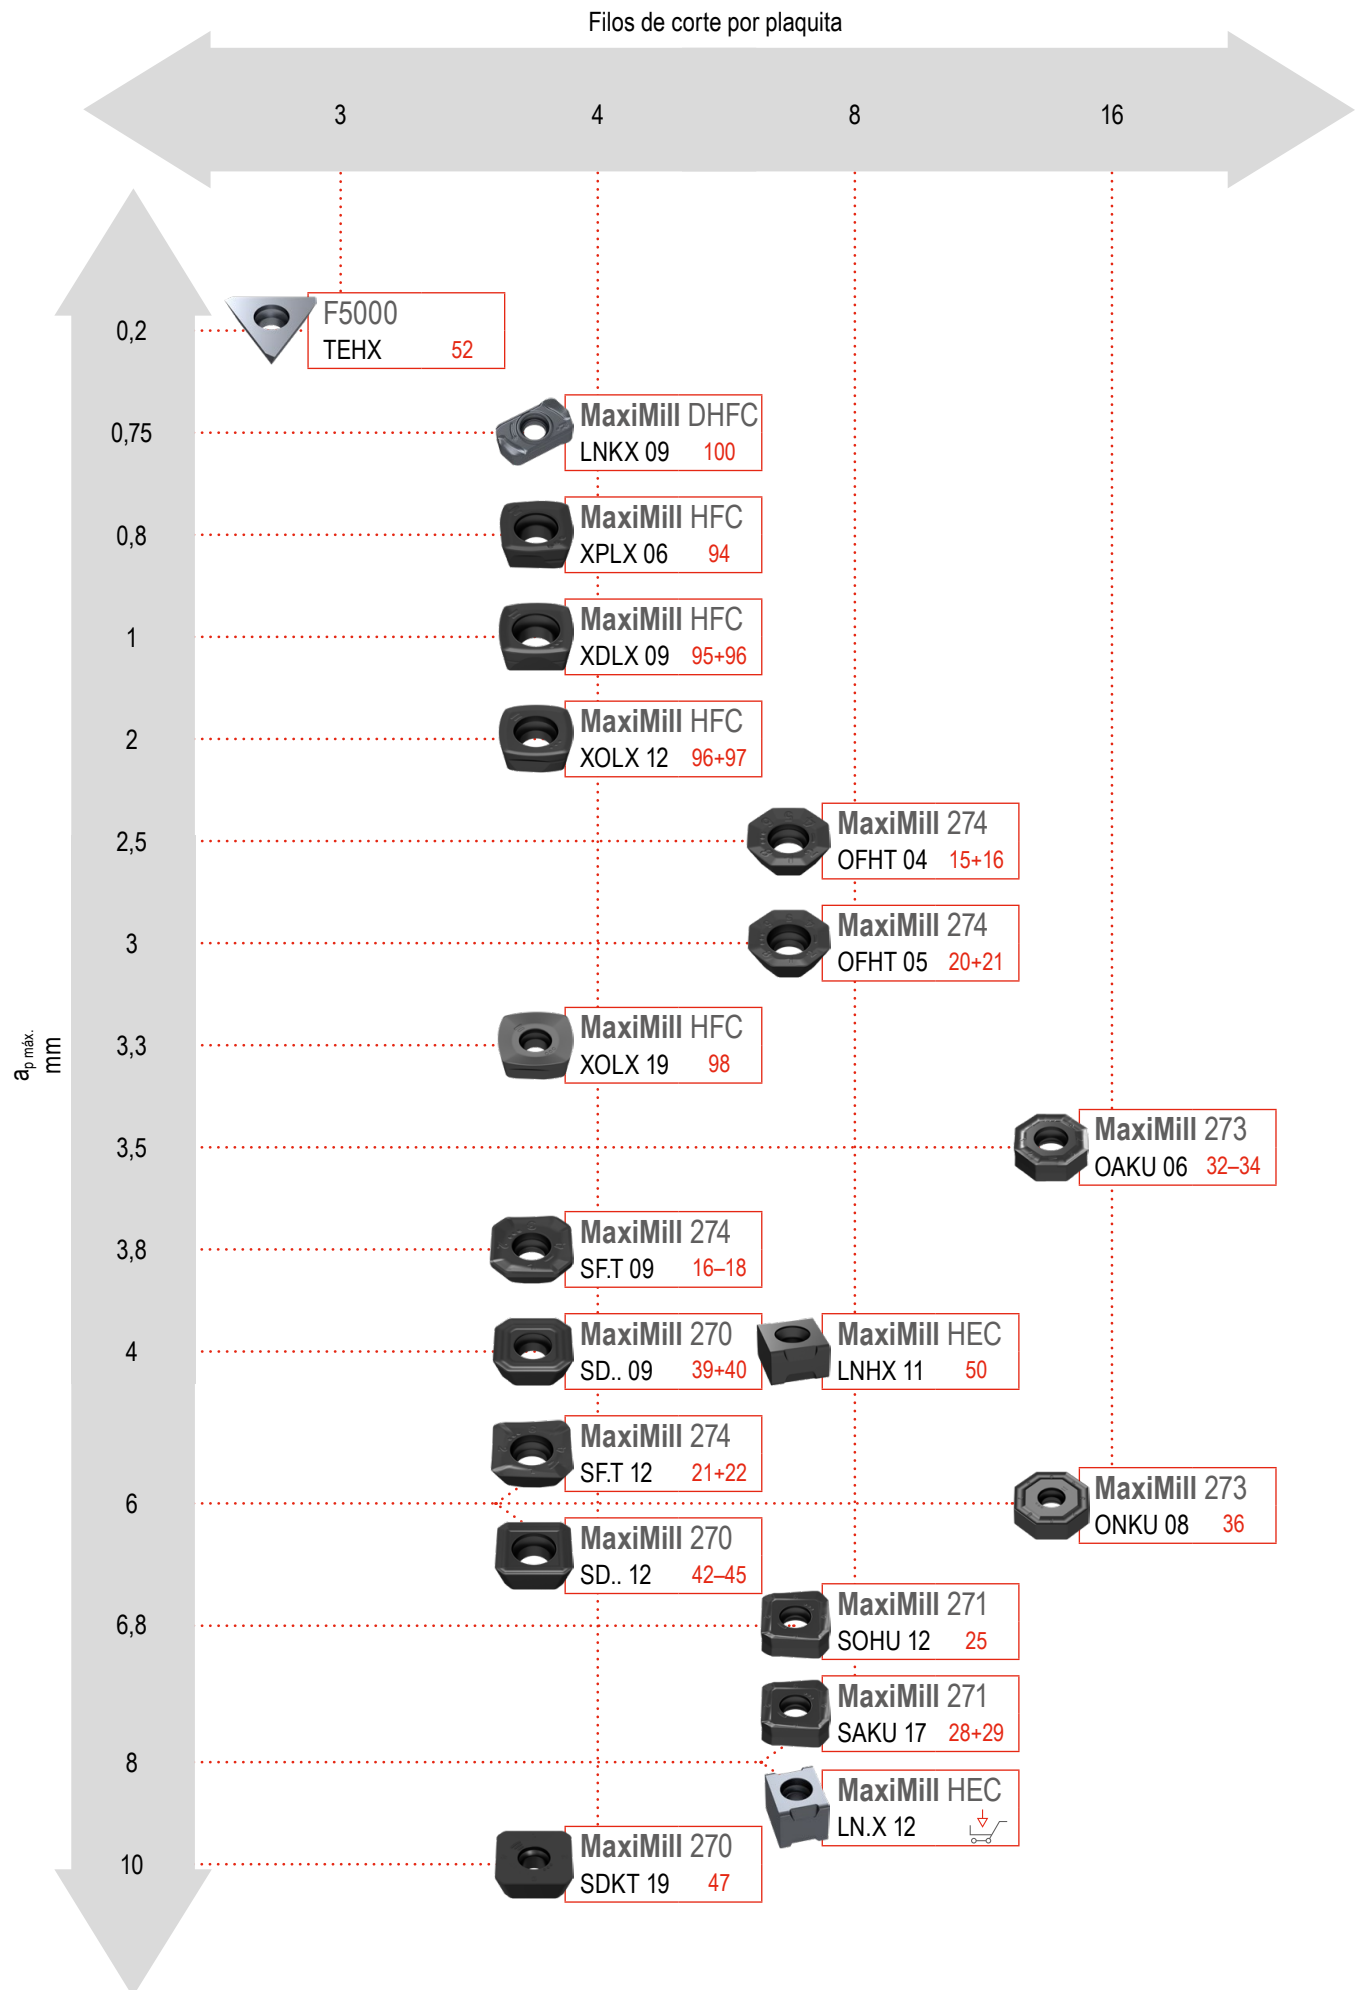 Filos de corte por plaquita
3 4 8 16
a p máx.
mm
0,2
F5000
TEHX 52
0,75
MaxiMill DHFC
LNKX 09 100
0,8
MaxiMill HFC
XPLX 06 94
1
MaxiMill HFC
XDLX 09 95+96
2
MaxiMill HFC
XOLX 12 96+97
2,5
MaxiMill 274
OFHT 04 15+16
3
MaxiMill 274
OFHT 05 20+21
3,3
MaxiMill HFC
XOLX 19 98
3,5
MaxiMill 273
OAKU 06 32–34
3,8
MaxiMill 274
SF.T 09 16–18
4
MaxiMill 270
SD.. 09 39+40
MaxiMill HEC
LNHX 11 50
6
MaxiMill 274
SF.T 12 21+22
MaxiMill 270
SD.. 12 42–45
MaxiMill 273
ONKU 08 36
6,8
MaxiMill 271
SOHU 12 25
8
MaxiMill 271
SAKU 17 28+29
MaxiMill HEC
LN.X 12
10
MaxiMill 270
SDKT 19 47